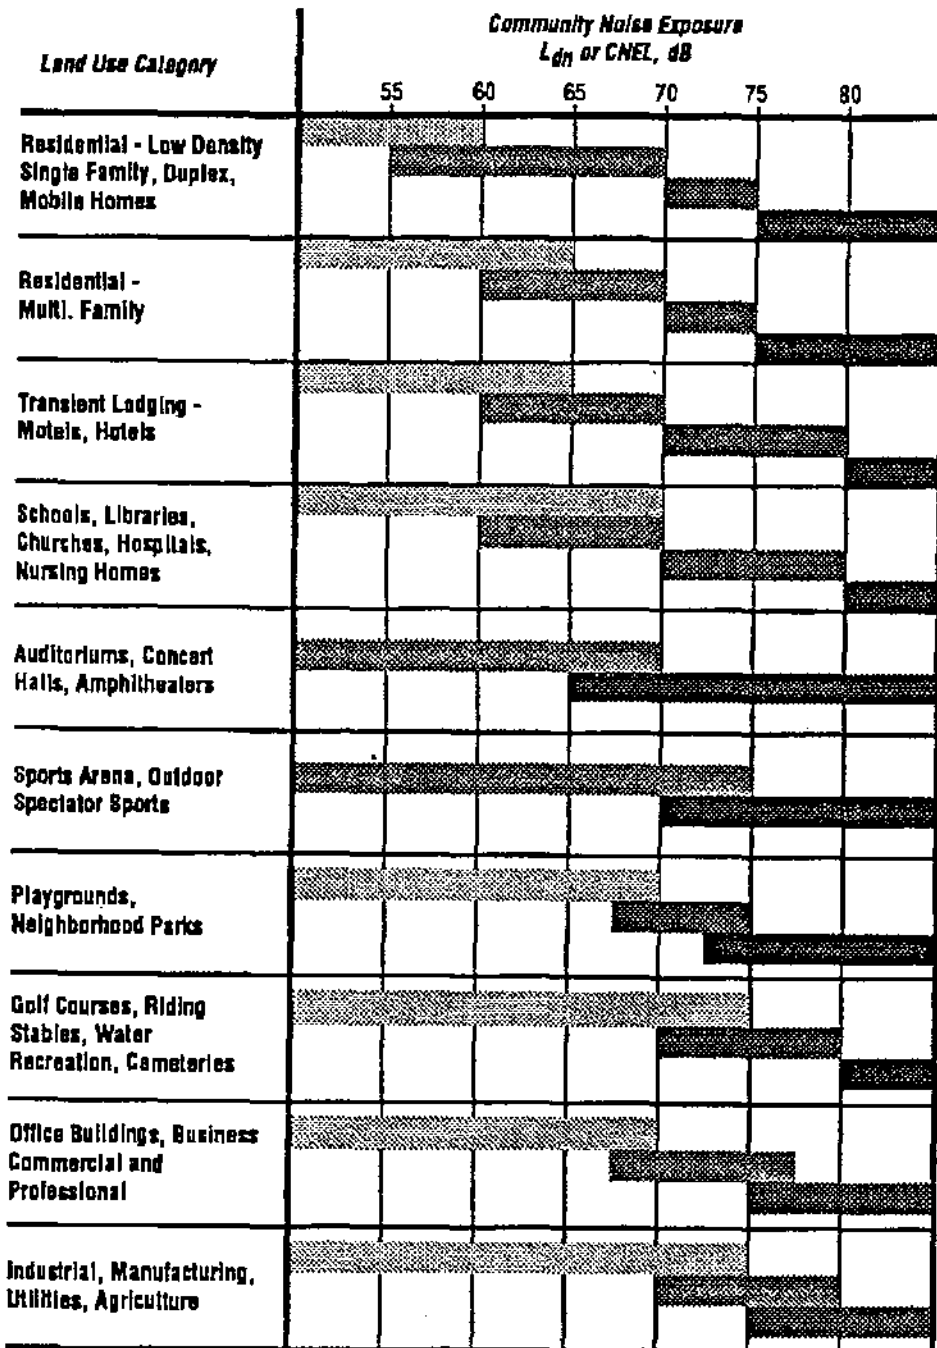 Community Noise Exposure
Ldn or CNEL, dB
Land Use Category
55 60 65 70 75 80
Residential - Low Density
Single Family, Duplex,
Mobile Homes
Residential -
Multi. Family
Transient Lodging -
Motels, Hotels
Schools, Libraries,
Churches, Hospitals,
Nursing Homes
Auditoriums, Concert
Halls, Amphitheaters
Sports Arena, Outdoor
Spectator Sports
Playgrounds,
Neighborhood Parks
Golf Courses, Riding
Stables, Water
Recreation, Cemeteries
Office Buildings, Business
Commercial and
Professional
Industrial, Manufacturing,
Utilities, Agriculture